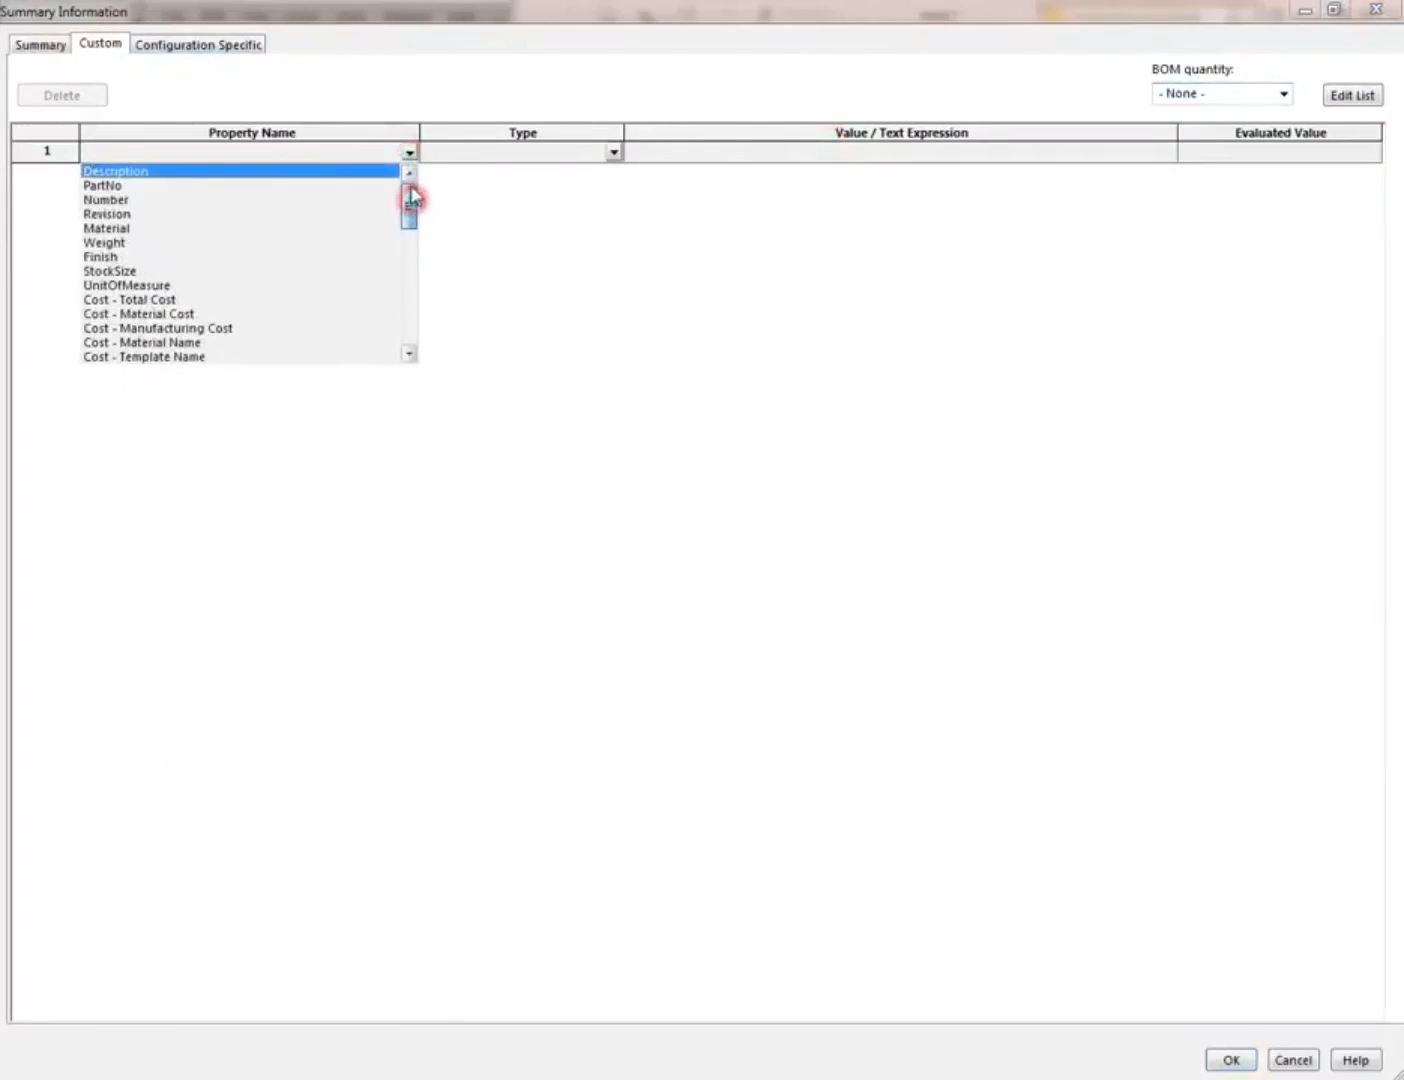 Summary Information
Summary Custom Configuration Specific
BOM quantity:
Delete - None - Edit List
Property Name Type Value / Text Expression Evaluated Value
1
Description
PartNo
Number
Revision
Material
Weight
Finish
StockSize
UnitOfMeasure
Cost - Total Cost
Cost - Material Cost
Cost - Manufacturing Cost
Cost - Material Name
Cost - Template Name
OK Cancel Help